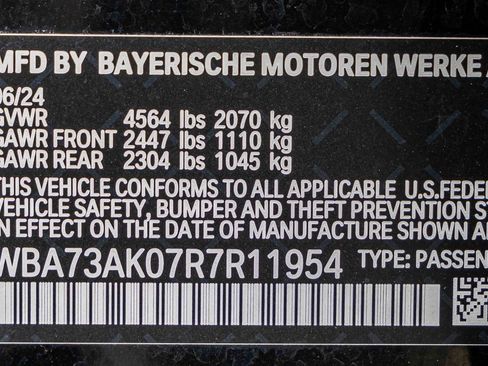 MFD BY BAYERISCHE MOTOREN WERKE A
06/24
GVWR 4564 lbs 2070 kg
GAWR FRONT 2447 lbs 1110 kg
GAWR REAR 2304 lbs 1045 kg
THIS VEHICLE CONFORMS TO ALL APPLICABLE U.S.FEDE
VEHICLE SAFETY, BUMPER AND THEFT PREVENTION S
IN EFFECT ON THE DATE OF MANUFACTURE SHOWN A
WBA73AK07R7R11954 TYPE: PASSEN